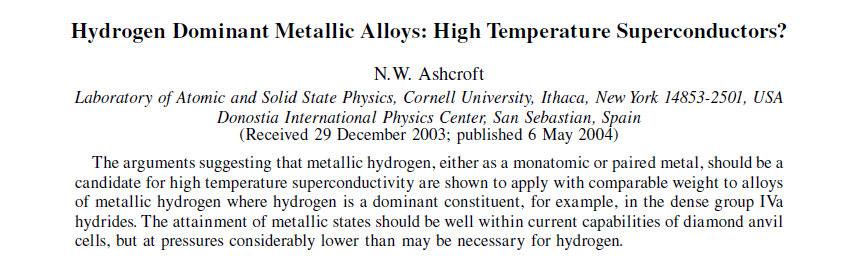 Hydrogen Dominant Metallic Alloys: High Temperature Superconductors?
N.W. Ashcroft
Laboratory of Atomic and Solid State Physics, Cornell University, Ithaca, New York 14853-2501, USA
Donostia International Physics Center, San Sebastian, Spain
(Received 29 December 2003; published 6 May 2004)
The arguments suggesting that metallic hydrogen, either as a monatomic or paired metal, should be a
candidate for high temperature superconductivity are shown to apply with comparable weight to alloys
of metallic hydrogen where hydrogen is a dominant constituent, for example, in the dense group IVa
hydrides. The attainment of metallic states should be well within current capabilities of diamond anvil
cells, but at pressures considerably lower than may be necessary for hydrogen.